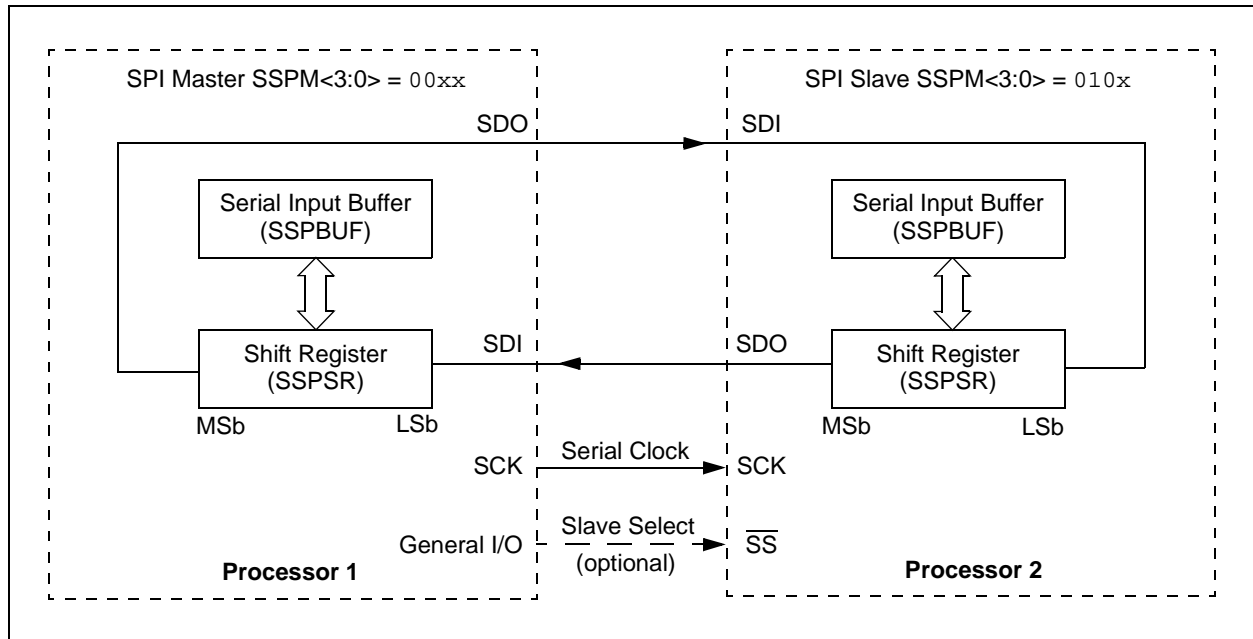 SPI Master SSPM<3:0> = 00xx
SPI Slave SSPM<3:0> = 010x
SDO
SDI
Serial Input Buffer
(SSPBUF)
Serial Input Buffer
(SSPBUF)
Shift Register
(SSPSR)
MSb
LSb
SDI
SDO
Shift Register
(SSPSR)
MSb
LSb
SCK
Serial Clock
SCK
General I/O
Slave Select
(optional)
S̅S̅
Processor 1
Processor 2